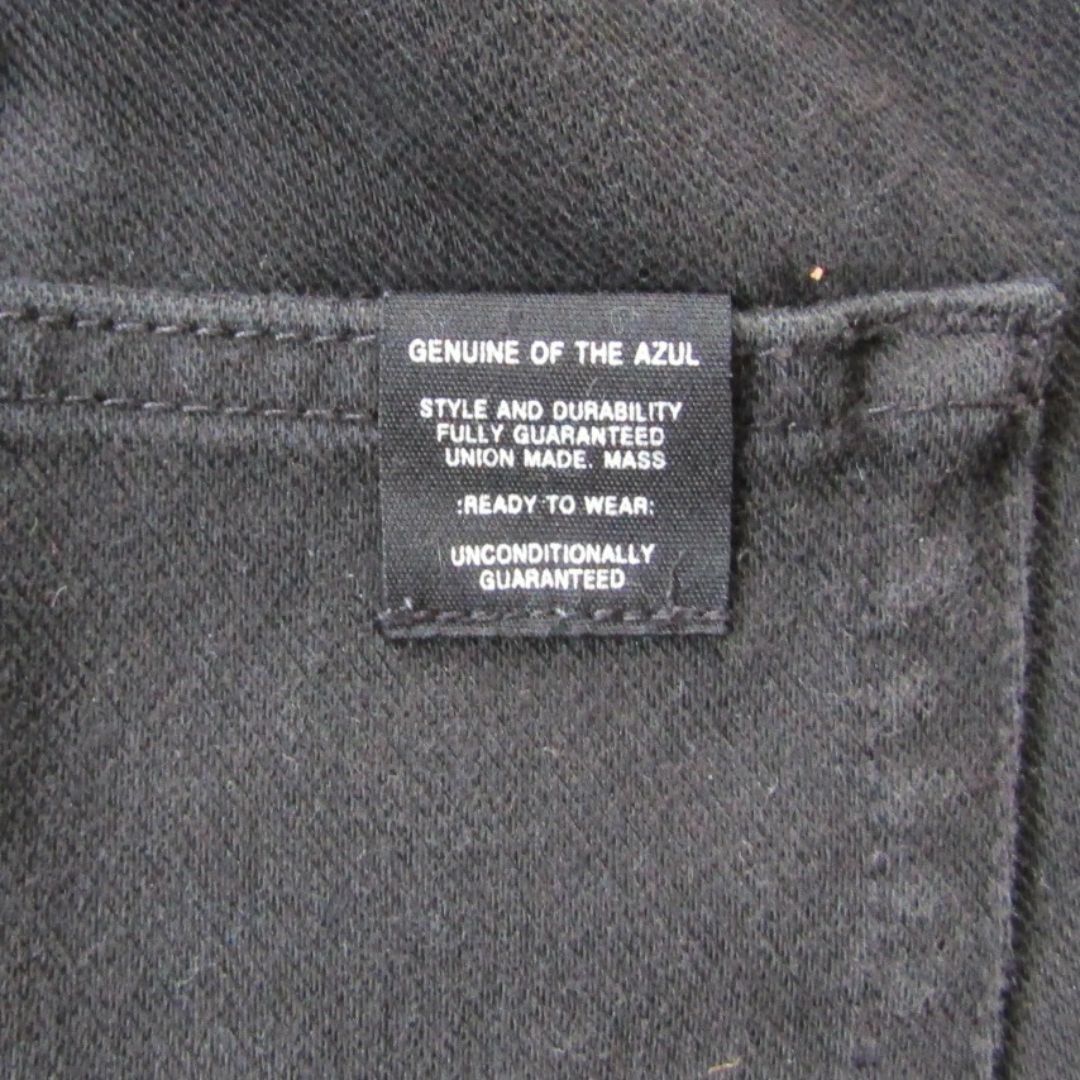 GENUINE OF THE AZUL
STYLE AND DURABILITY
FULLY GUARANTEED
UNION MADE. MASS
:READY TO WEAR:
UNCONDITIONALLY
GUARANTEED